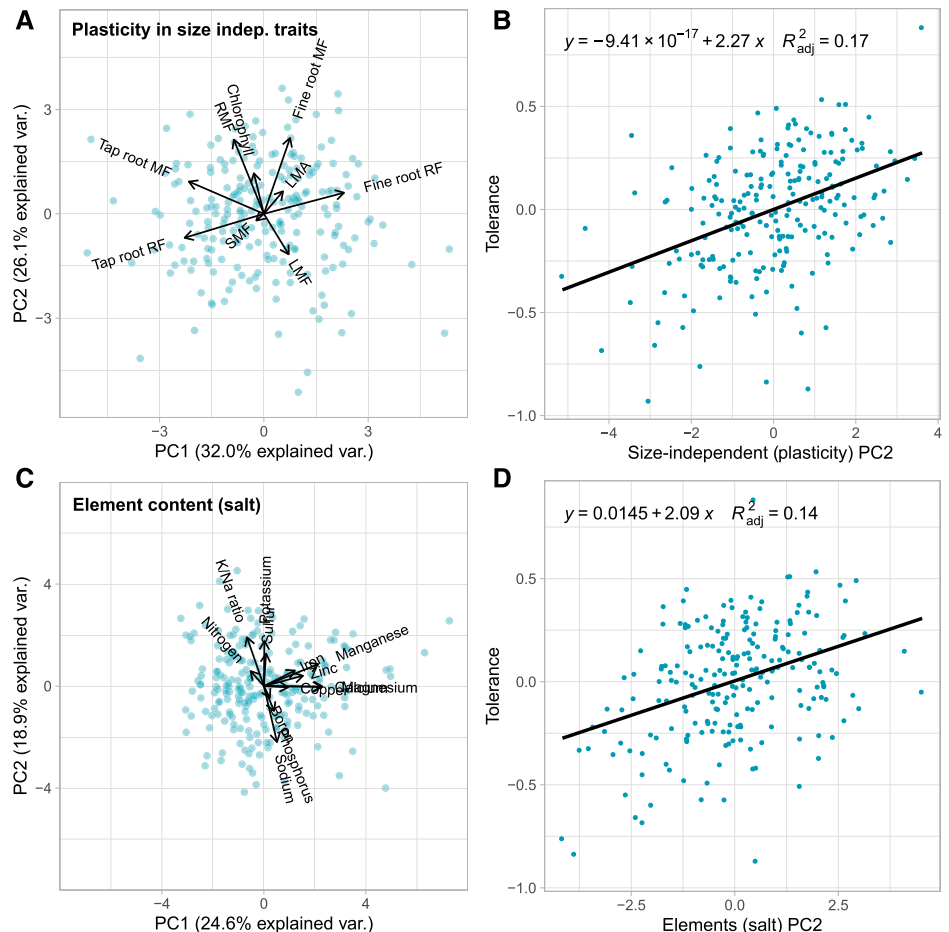 A
Plasticity in size indep. traits
Fine root MF
Chlorophyll
RMF
Tap root MF
LMA
Fine root RF
SMF
Tap root RF
LMF
3
0
−3
−3
0
3
PC2 (26.1% explained var.)
PC1 (32.0% explained var.)
B
y = −9.41 × 10−17 + 2.27 x R2adj = 0.17
0.5
0.0
−0.5
−1.0
−4
−2
0
2
4
Tolerance
Size-independent (plasticity) PC2
C
Element content (salt)
K/Na ratio
Potassium
Sulfur
Nitrogen
Iron
Manganese
Zinc
Copper
Calcium
Magnesium
Boron
Phosphorus
Sodium
4
0
−4
−4
0
4
PC2 (18.9% explained var.)
PC1 (24.6% explained var.)
D
y = 0.0145 + 2.09 x R2adj = 0.14
0.5
0.0
−0.5
−1.0
−2.5
0.0
2.5
Tolerance
Elements (salt) PC2